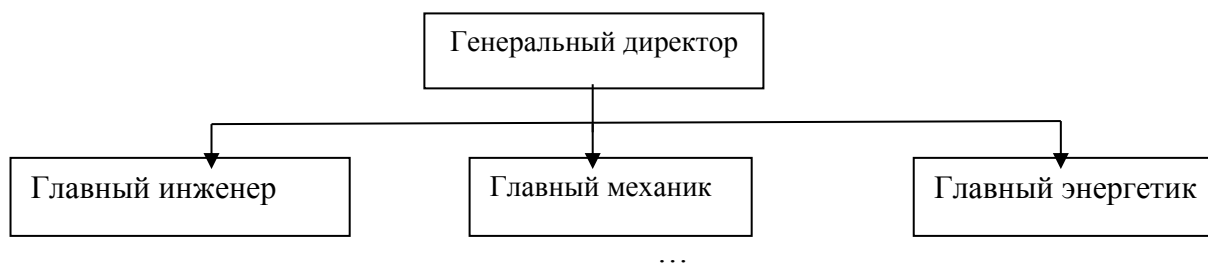 Генеральный директор
Главный инженер
Главный механик
Главный энергетик
…